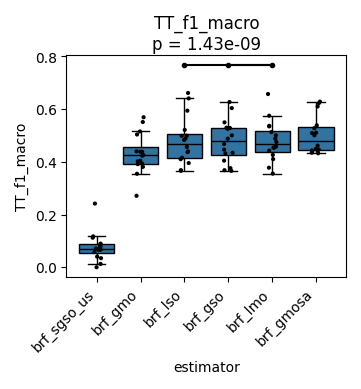 TT_f1_macro
p = 1.43e-09
TT_f1_macro
0.8
0.6
0.4
0.2
0.0
brf_sgso_us
brf_gmo
brf_lso
brf_gso
brf_lmo
brf_gmosa
estimator